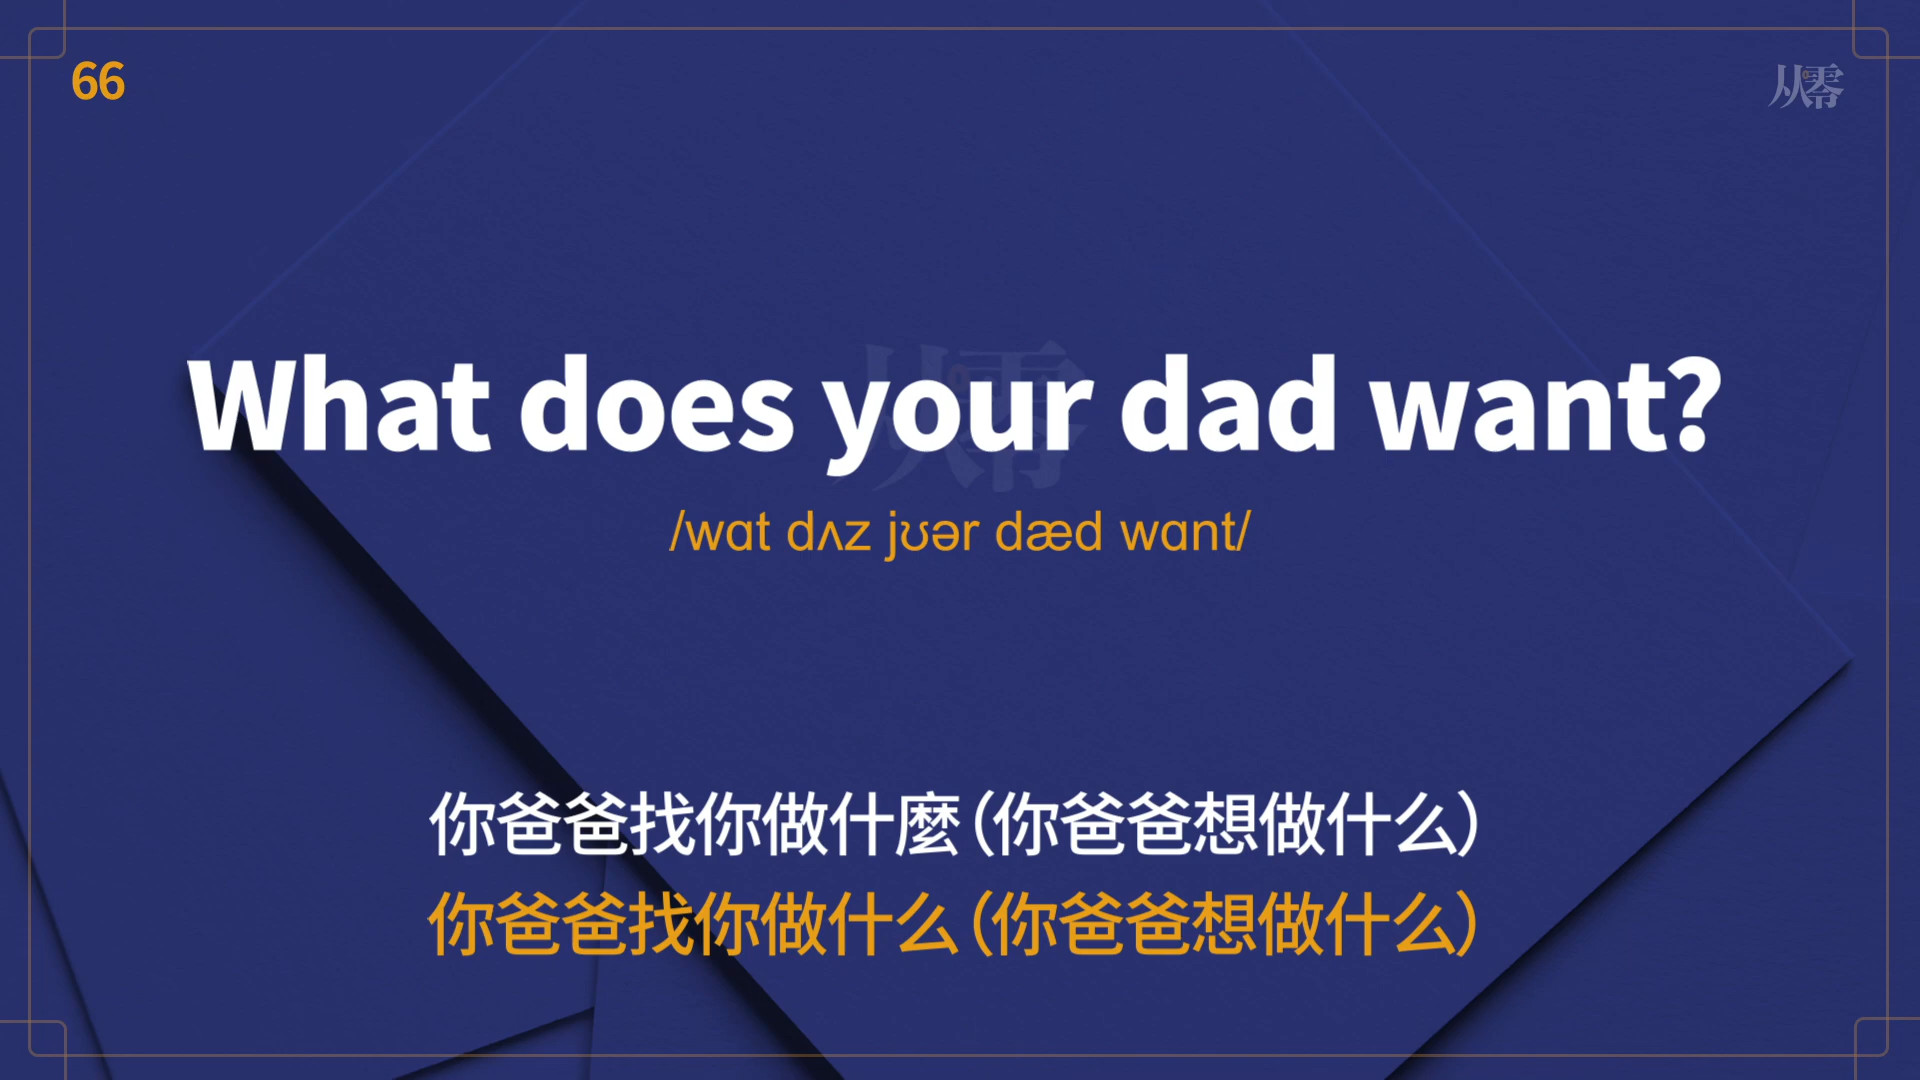 66
从零
What does your dad want?
/wɑt dʌz jʊər dæd wɑnt/
你爸爸找你做什麼（你爸爸想做什么）
你爸爸找你做什么（你爸爸想做什么）